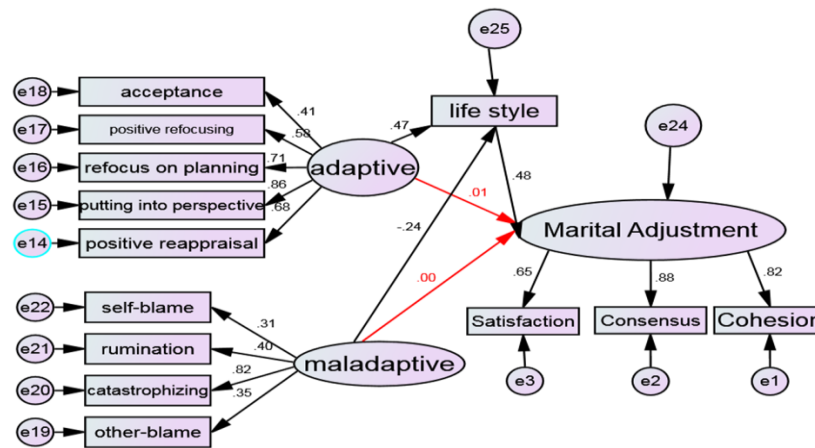 e25
e18
acceptance
life style
e17
positive refocusing
.41
.58
.47
e24
e16
refocus on planning
.71
adaptive
.86
.48
e15
putting into perspective
.68
.01
e14
positive reappraisal
Marital Adjustment
-.24
.65
.88
.82
.00
e22
self-blame
Satisfaction
Consensus
Cohesion
.31
e21
rumination
.40
maladaptive
e3
e2
e1
.82
e20
catastrophizing
.35
e19
other-blame